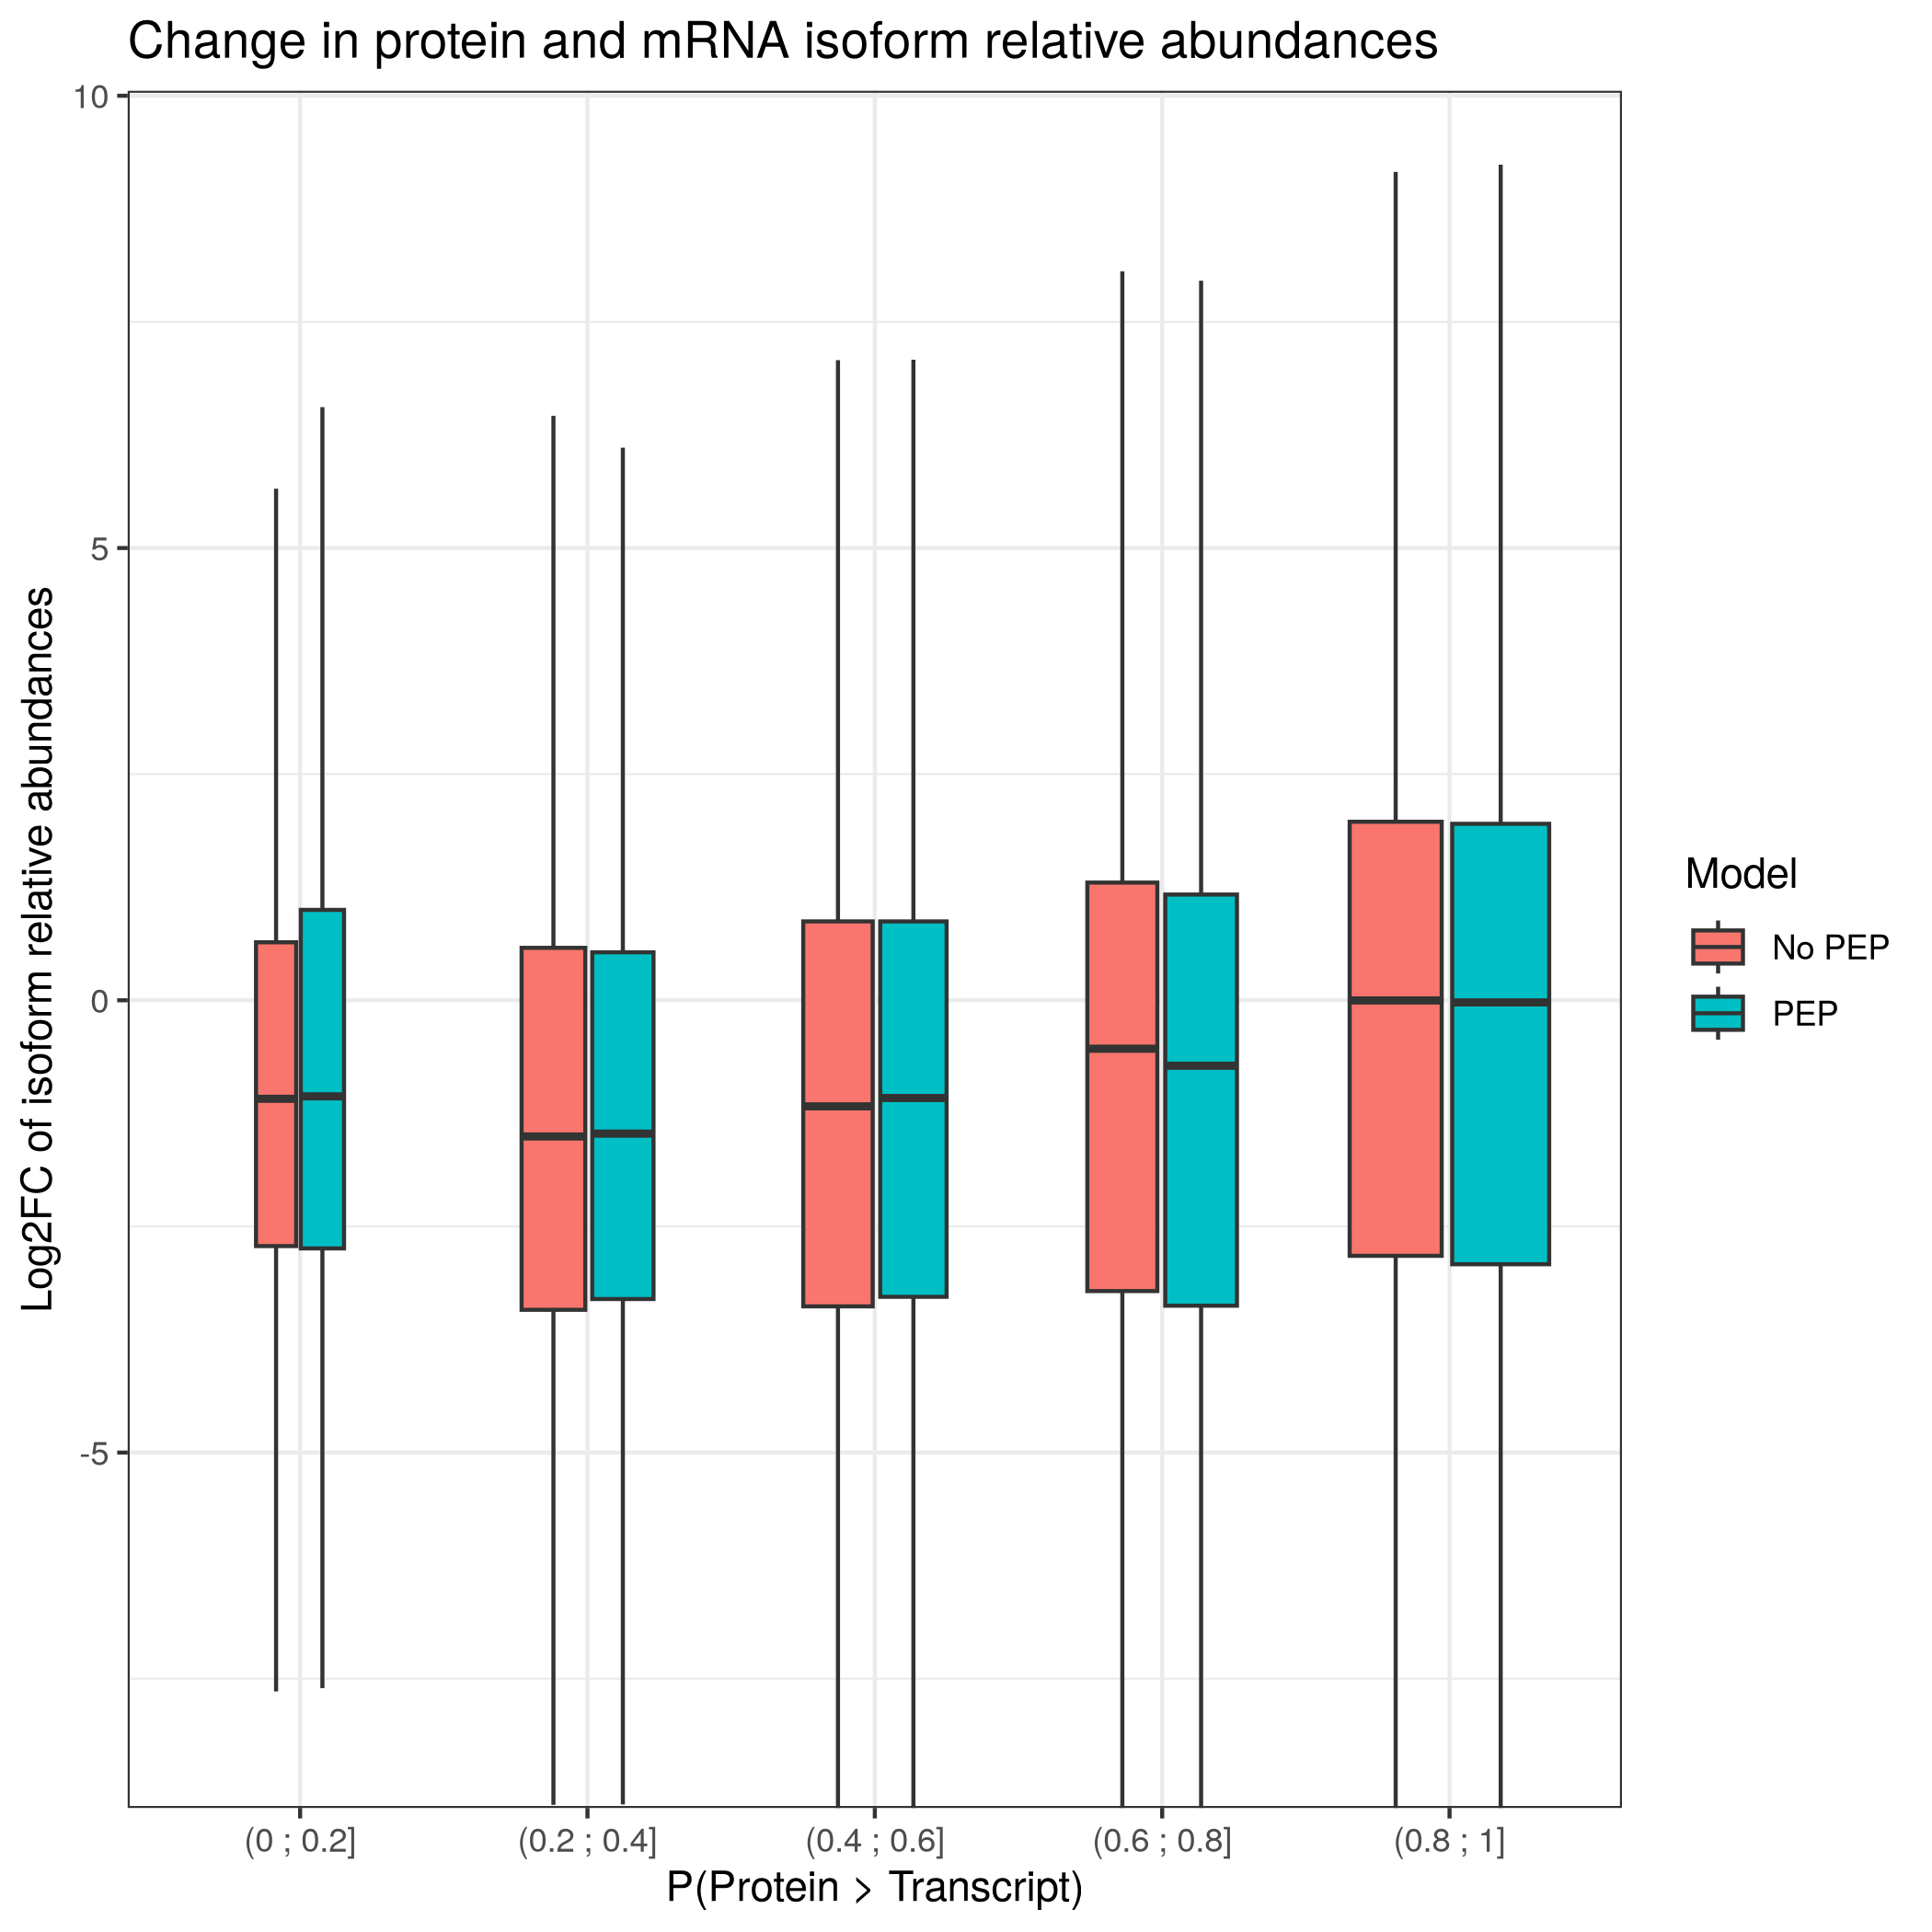 Change in protein and mRNA isoform relative abundances
10
5
0
-5
Log2FC of isoform relative abundances
(0 ; 0.2]
(0.2 ; 0.4]
(0.4 ; 0.6]
(0.6 ; 0.8]
(0.8 ; 1]
P(Protein > Transcript)
Model
No PEP
PEP